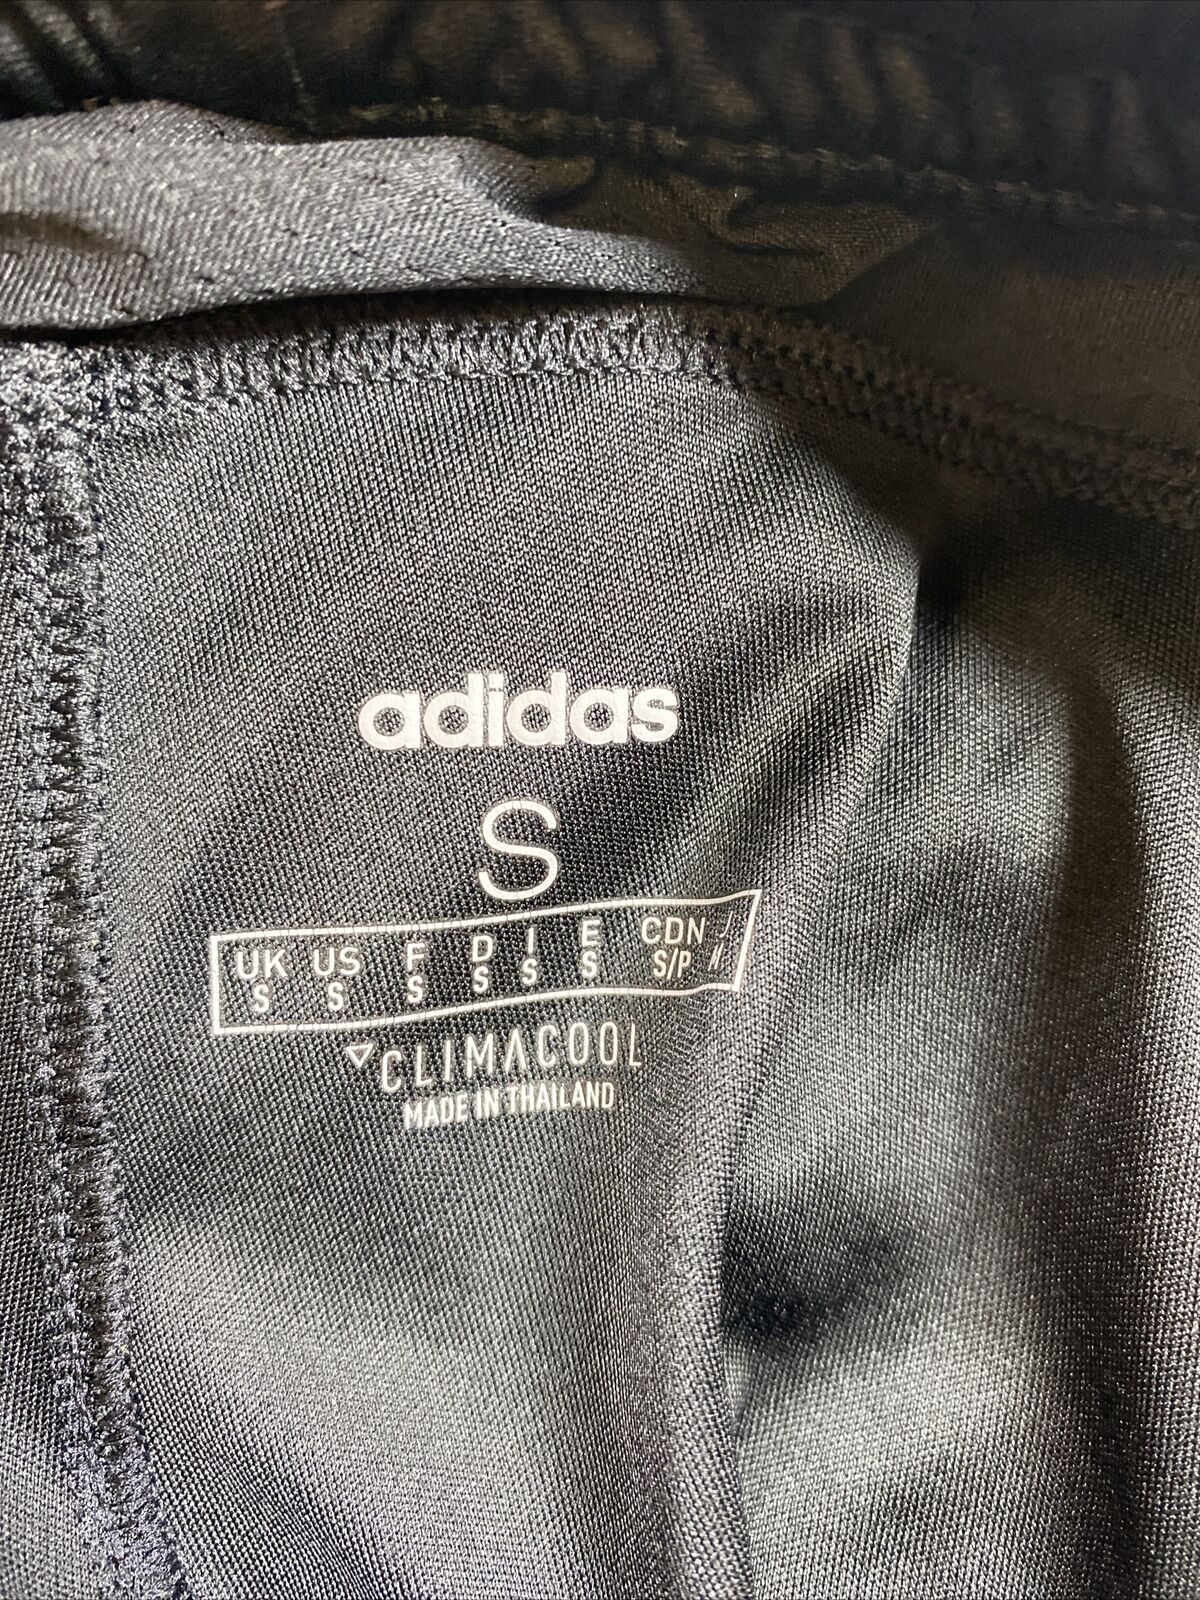 adidas
S
UK US F D I E CDN J
S S S S S S S/P
CLIMACOOL
MADE IN THAILAND